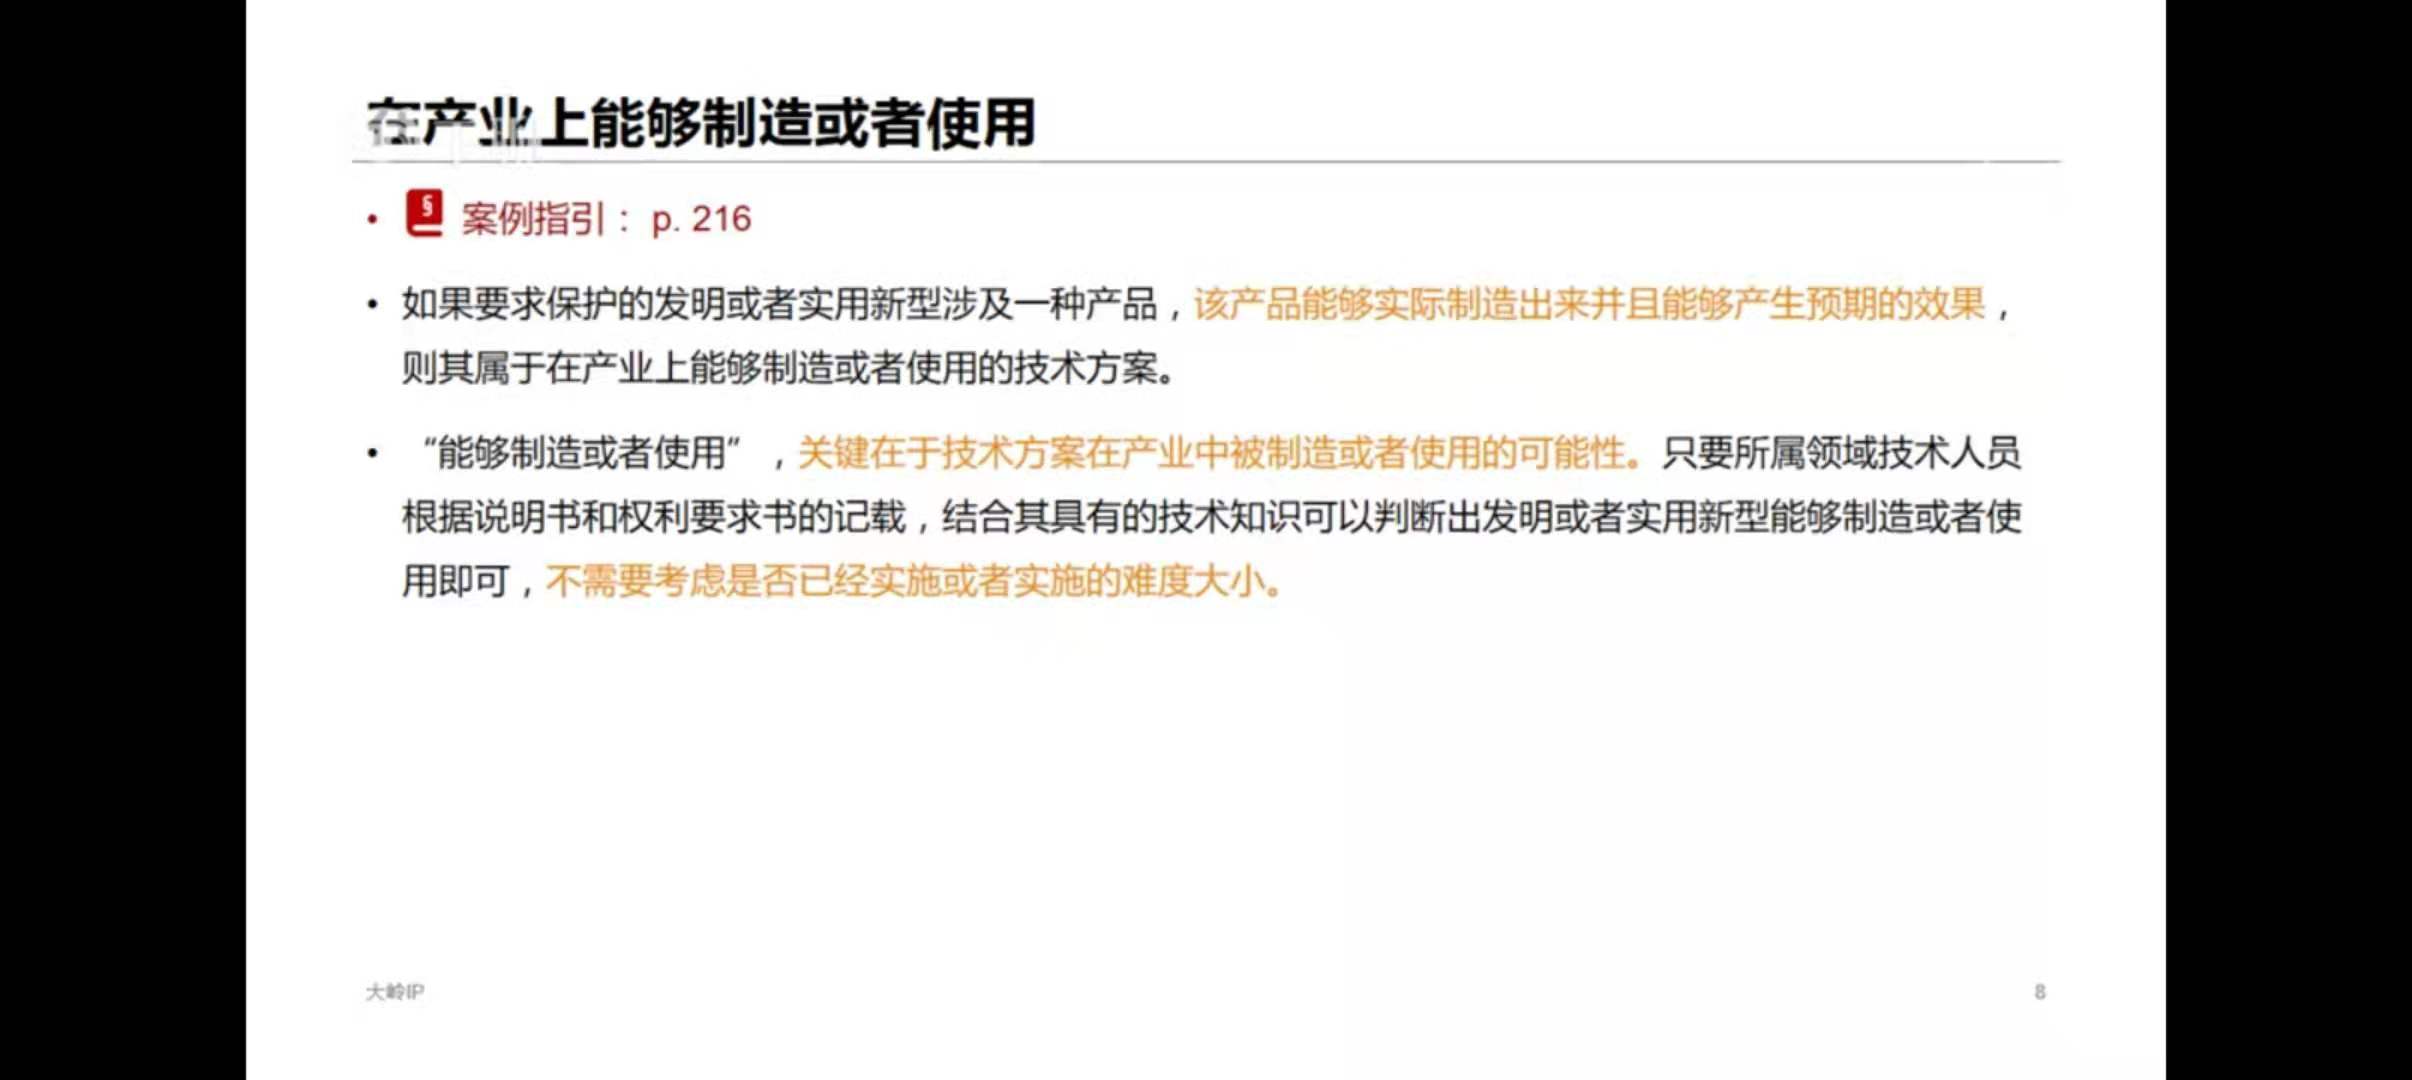 在产业上能够制造或者使用
• § 案例指引：p. 216
• 如果要求保护的发明或者实用新型涉及一种产品，该产品能够实际制造出来并且能够产生预期的效果，
则其属于在产业上能够制造或者使用的技术方案。
• “能够制造或者使用”，关键在于技术方案在产业中被制造或者使用的可能性。只要所属领域技术人员
根据说明书和权利要求书的记载，结合其具有的技术知识可以判断出发明或者实用新型能够制造或者使
用即可，不需要考虑是否已经实施或者实施的难度大小。
大岭IP
8